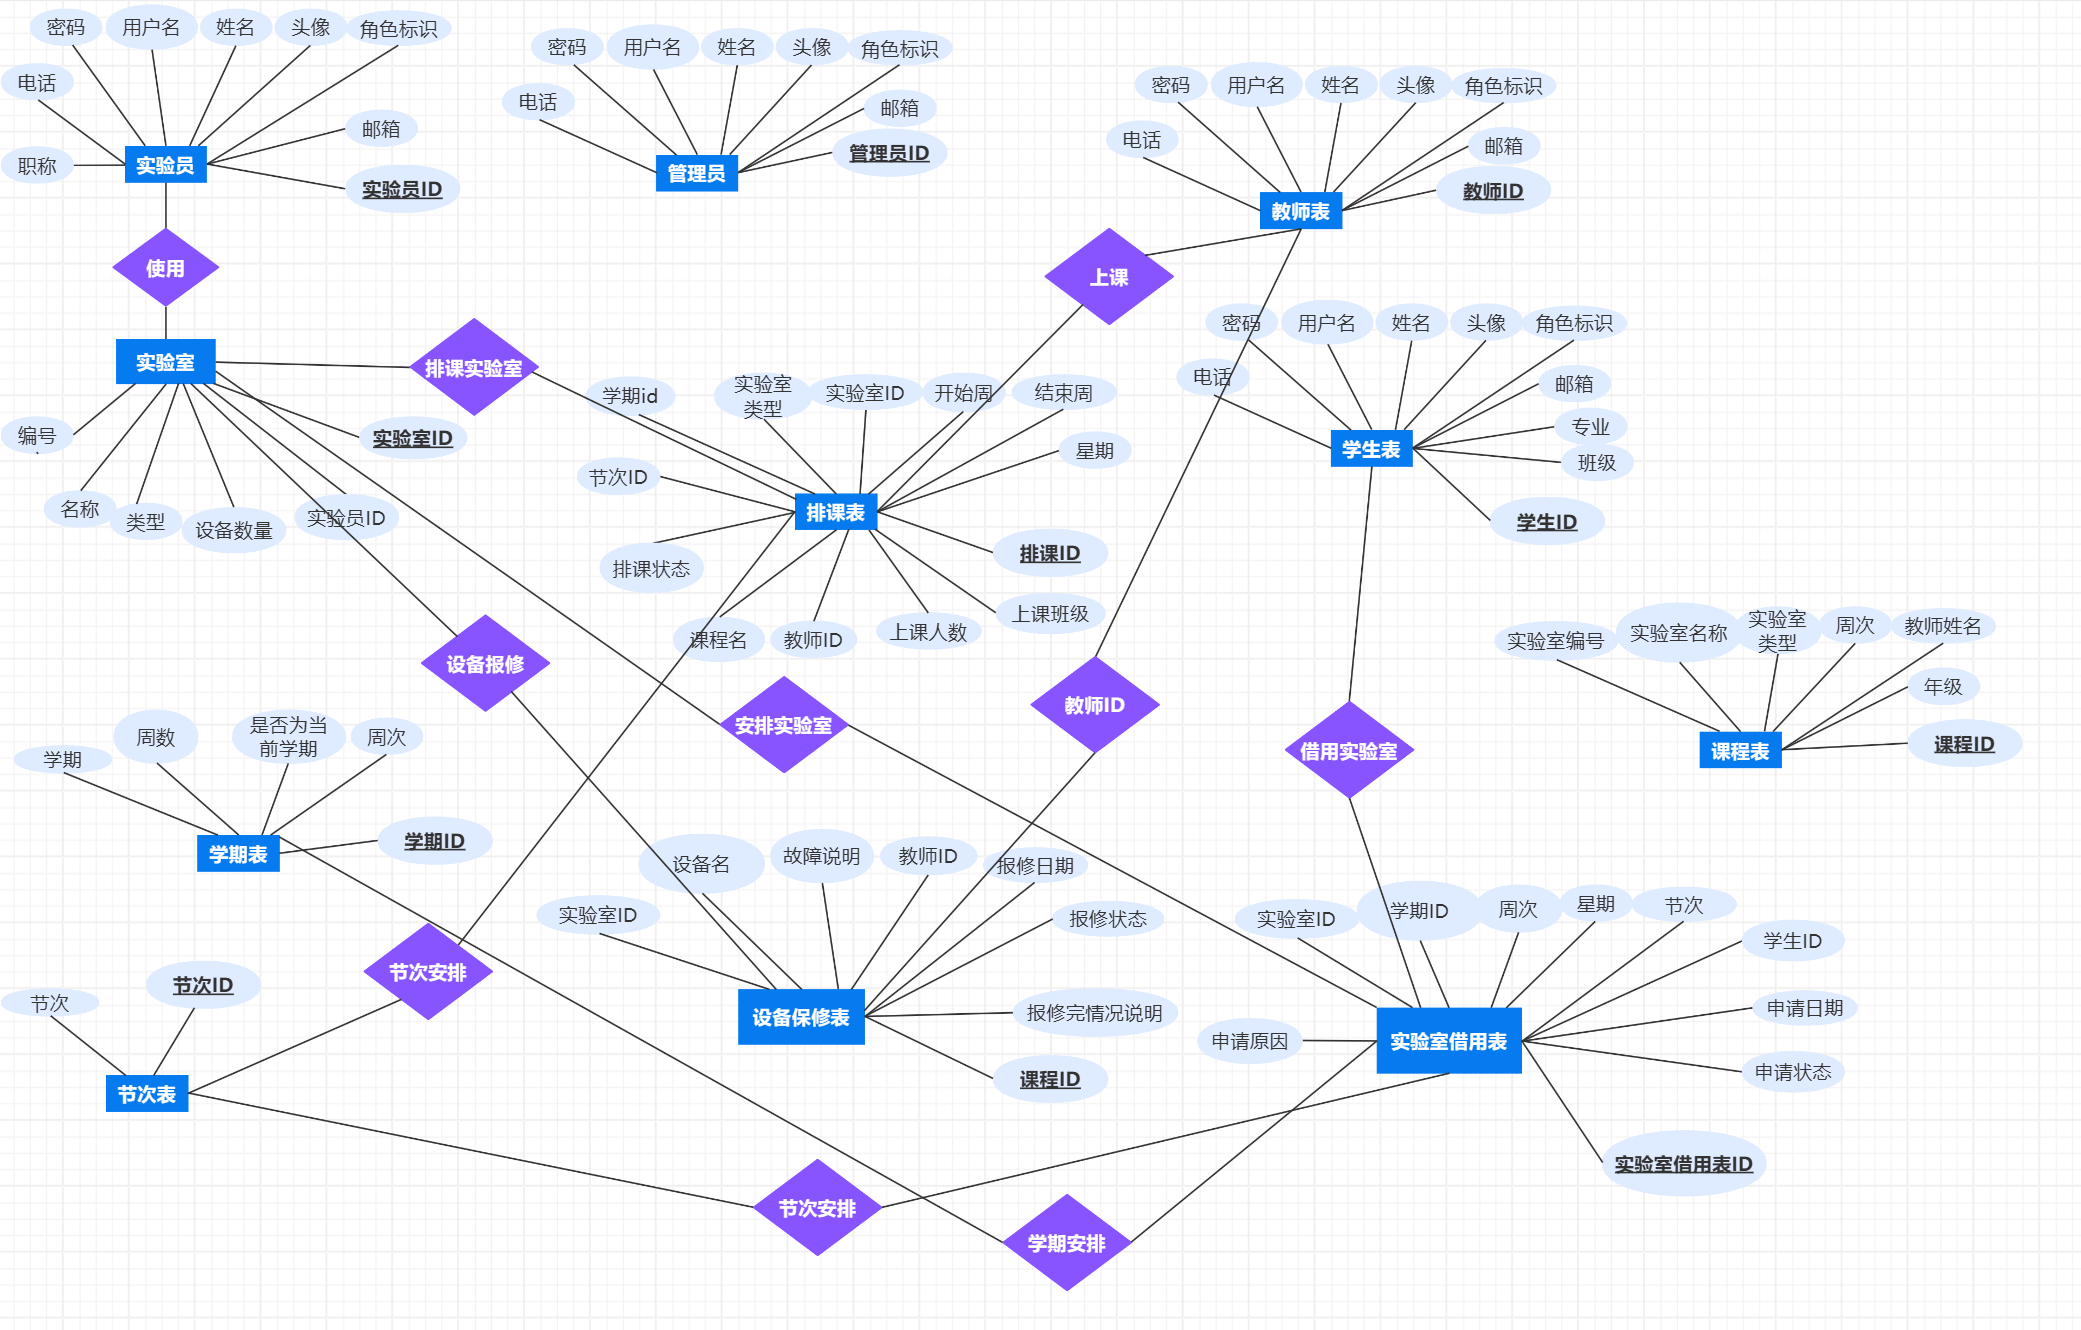 密码
用户名
姓名
头像
角色标识
电话
邮箱
职称
实验员
实验员ID
使用
密码
用户名
姓名
头像
角色标识
电话
邮箱
管理员
管理员ID
密码
用户名
姓名
头像
角色标识
电话
邮箱
教师表
教师ID
上课
实验室
排课实验室
编号
实验室ID
名称
类型
设备数量
实验员ID
学期id
实验室
类型
实验室ID
开始周
结束周
星期
节次ID
排课表
排课状态
排课ID
课程名
教师ID
上课人数
上课班级
密码
用户名
姓名
头像
角色标识
电话
邮箱
专业
班级
学生表
学生ID
设备报修
安排实验室
教师ID
借用实验室
实验室编号
实验室名称
实验室
类型
周次
教师姓名
年级
课程表
课程ID
学期
周数
是否为当
前学期
周次
学期表
学期ID
节次安排
节次
节次ID
节次表
实验室ID
设备名
故障说明
教师ID
报修日期
报修状态
设备保修表
报修完情况说明
课程ID
实验室ID
学期ID
周次
星期
节次
学生ID
申请日期
申请原因
实验室借用表
申请状态
实验室借用表ID
节次安排
学期安排